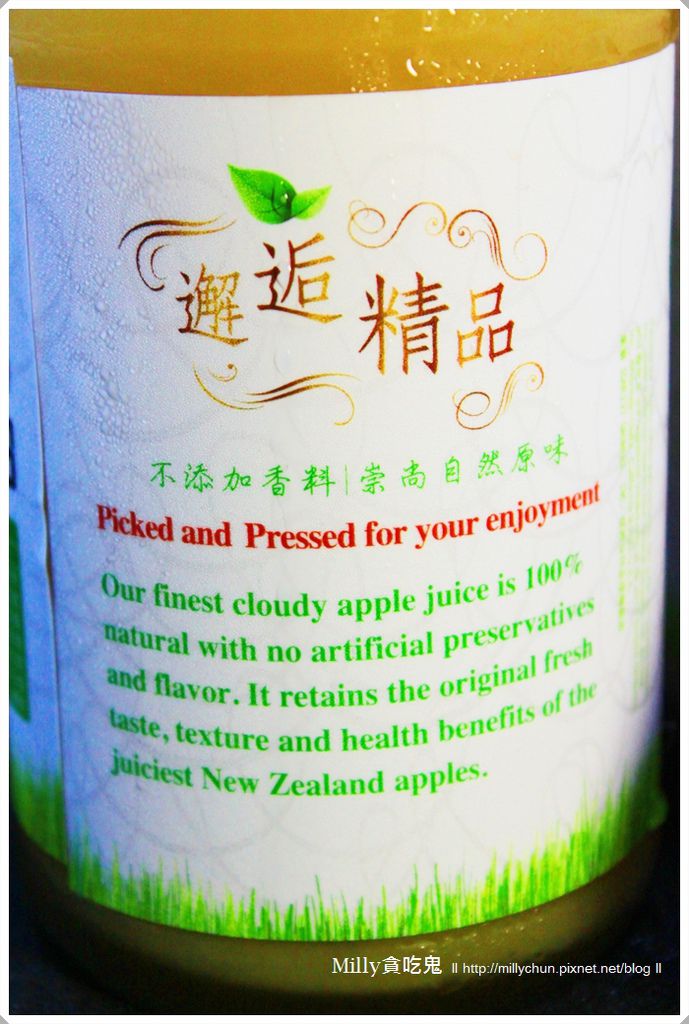 邂逅精品
不添加香料|崇尚自然原味
Picked and Pressed for your enjoyment
Our finest cloudy apple juice is 100%
natural with no artificial preservatives
and flavor. It retains the original fresh
taste, texture and health benefits of the
juiciest New Zealand apples.
Milly貪吃鬼 ll http://millychun.pixnet.net/blog ll